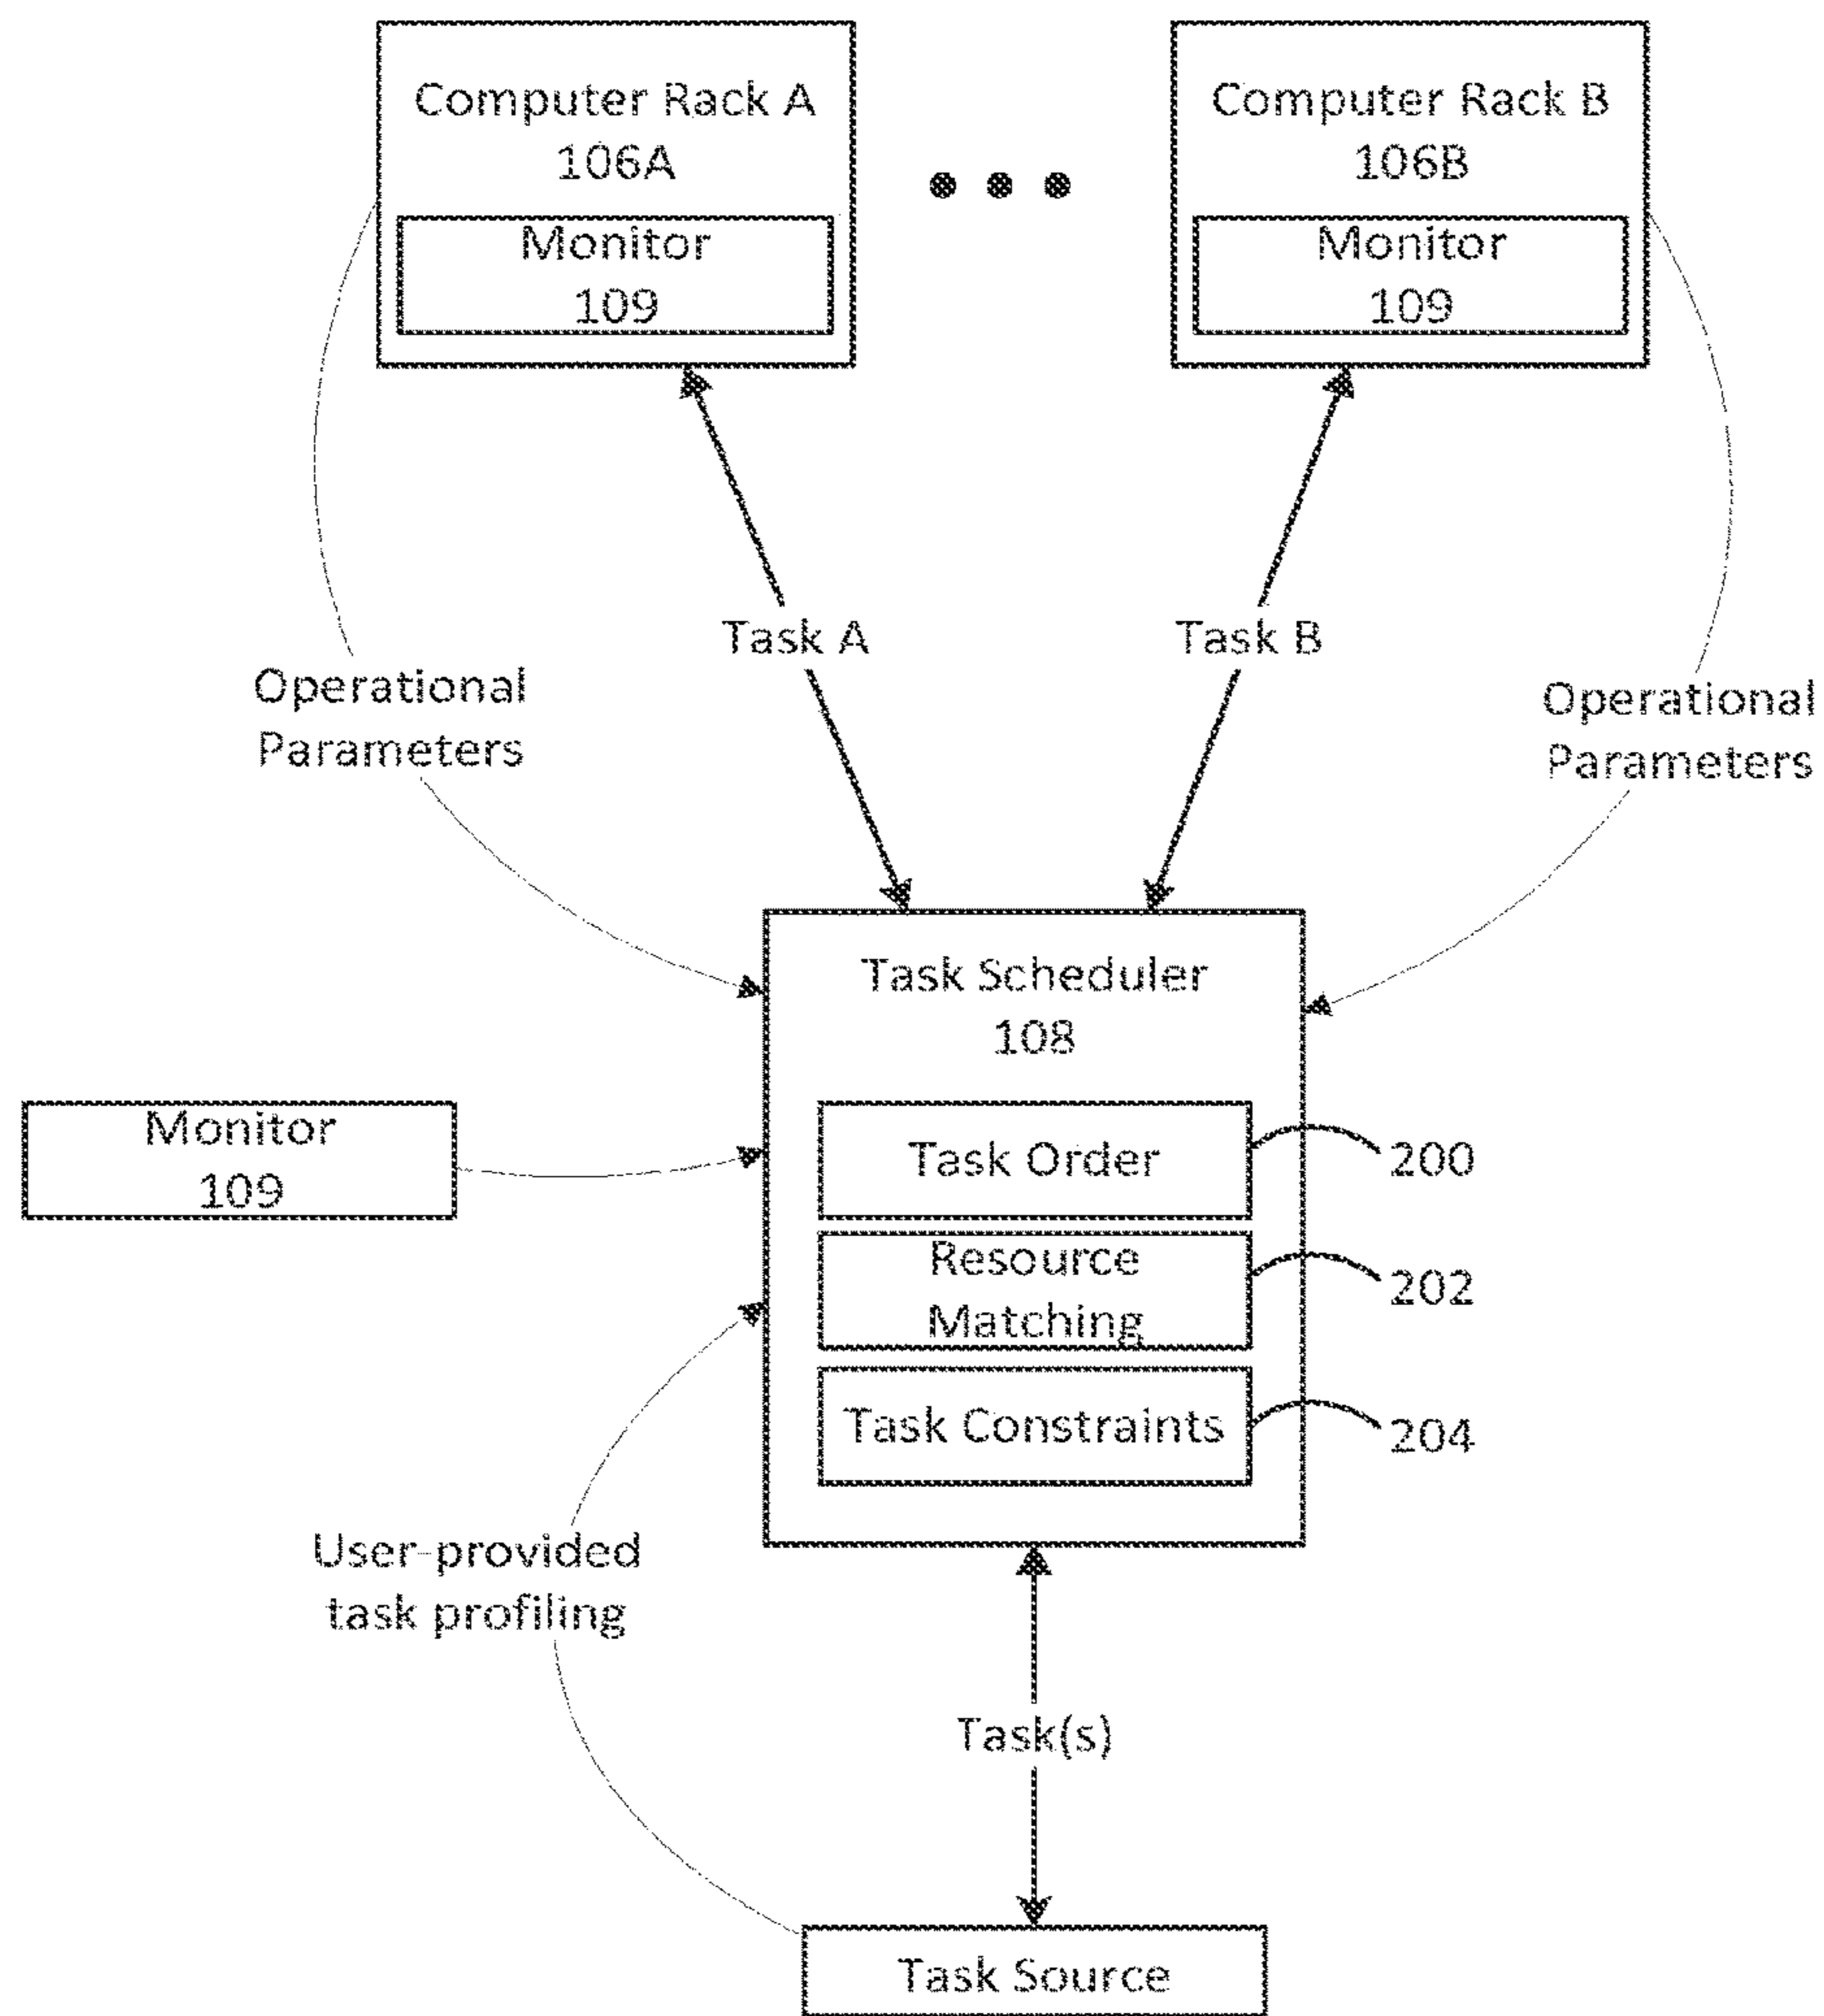 Computer Rack A
106A
Monitor
109
Computer Rack B
106B
Monitor
109
Task A
Task B
Operational
Parameters
Operational
Parameters
Task Scheduler
108
Monitor
109
Task Order
200
Resource
Matching
202
Task Constraints
204
User-provided
task profiling
Task(s)
Task Source